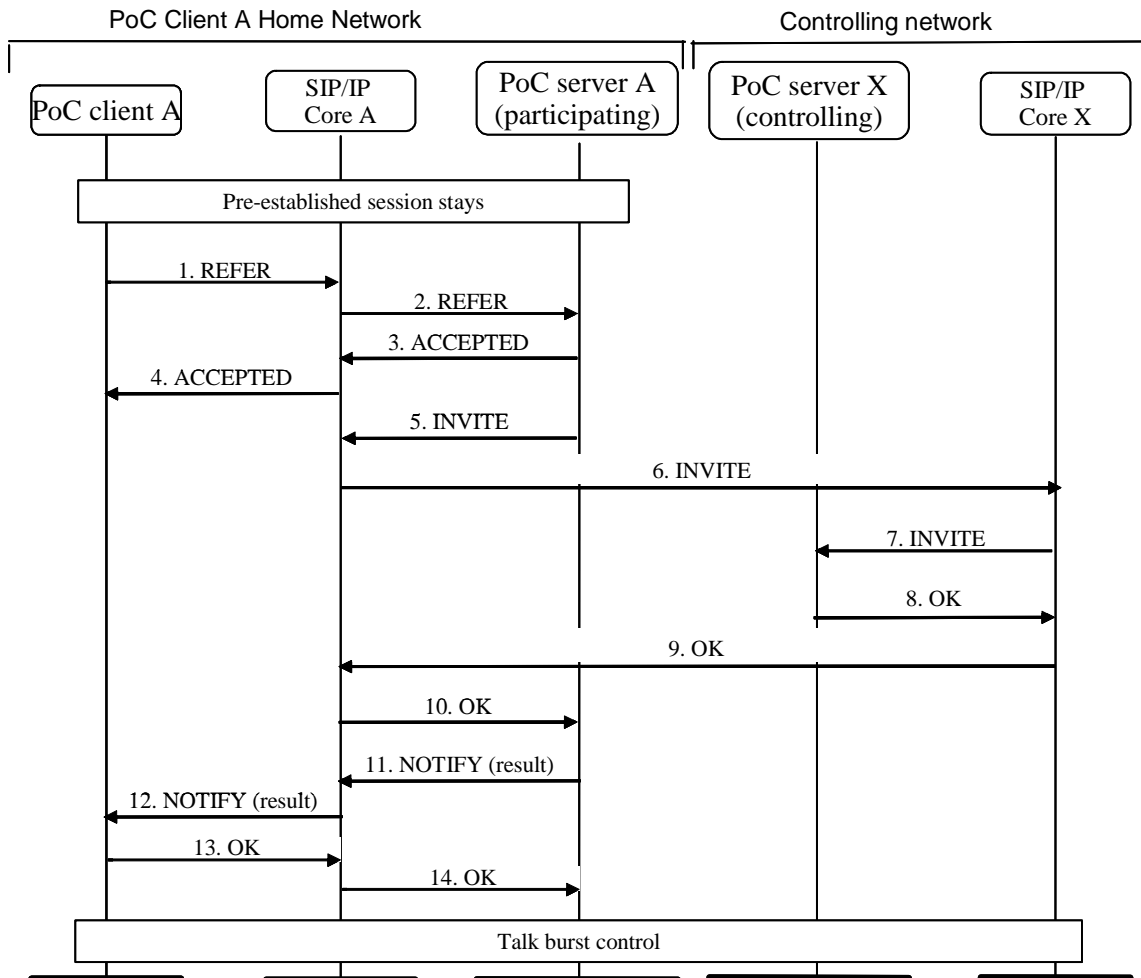 PoC Client A Home Network
Controlling network
PoC client A
SIP/IP
Core A
PoC server A
(participating)
PoC server X
(controlling)
SIP/IP
Core X
Pre-established session stays
1. REFER
2. REFER
3. ACCEPTED
4. ACCEPTED
5. INVITE
6. INVITE
7. INVITE
8. OK
9. OK
10. OK
11. NOTIFY (result)
12. NOTIFY (result)
13. OK
14. OK
Talk burst control